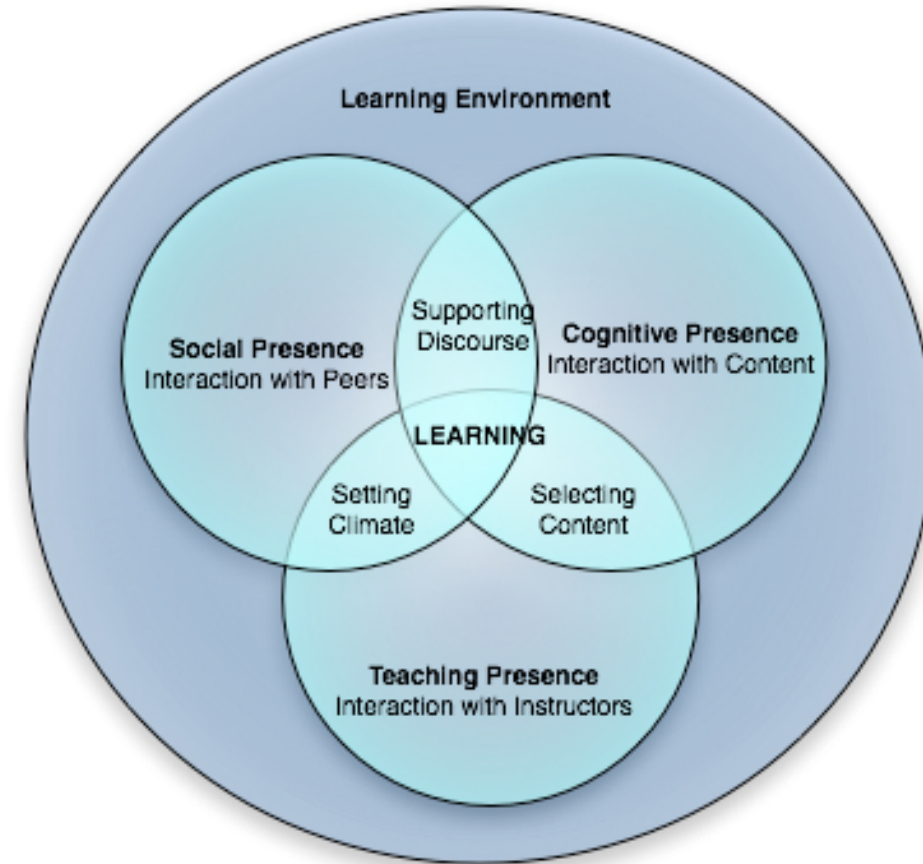 Learning Environment
Supporting
Discourse
Social Presence
Interaction with Peers
Cognitive Presence
Interaction with Content
LEARNING
Setting
Climate
Selecting
Content
Teaching Presence
Interaction with Instructors